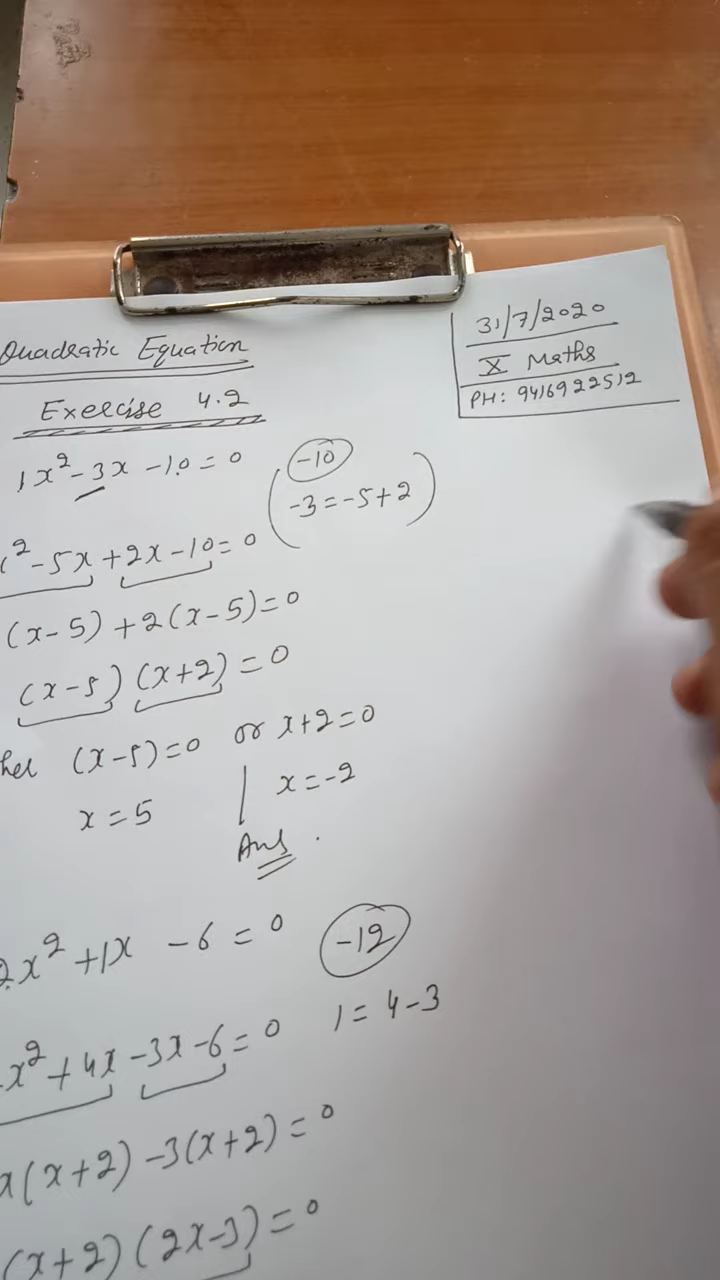 Quadratic Equation
Exercise 4.2
31/7/2020
X Maths
PH: 9416922512
1x² - 3x - 10 = 0
-10
-3 = -5 + 2
x² - 5x + 2x - 10 = 0
(x - 5) + 2(x - 5) = 0
(x - 5) (x + 2) = 0
(x - 5) = 0 or x + 2 = 0
x = 5 | x = -2
Ans.
2x² + 1x - 6 = 0
-12
1 = 4 - 3
x² + 4x - 3x - 6 = 0
x(x + 2) - 3(x + 2) = 0
(x + 2) (2x - 3) = 0